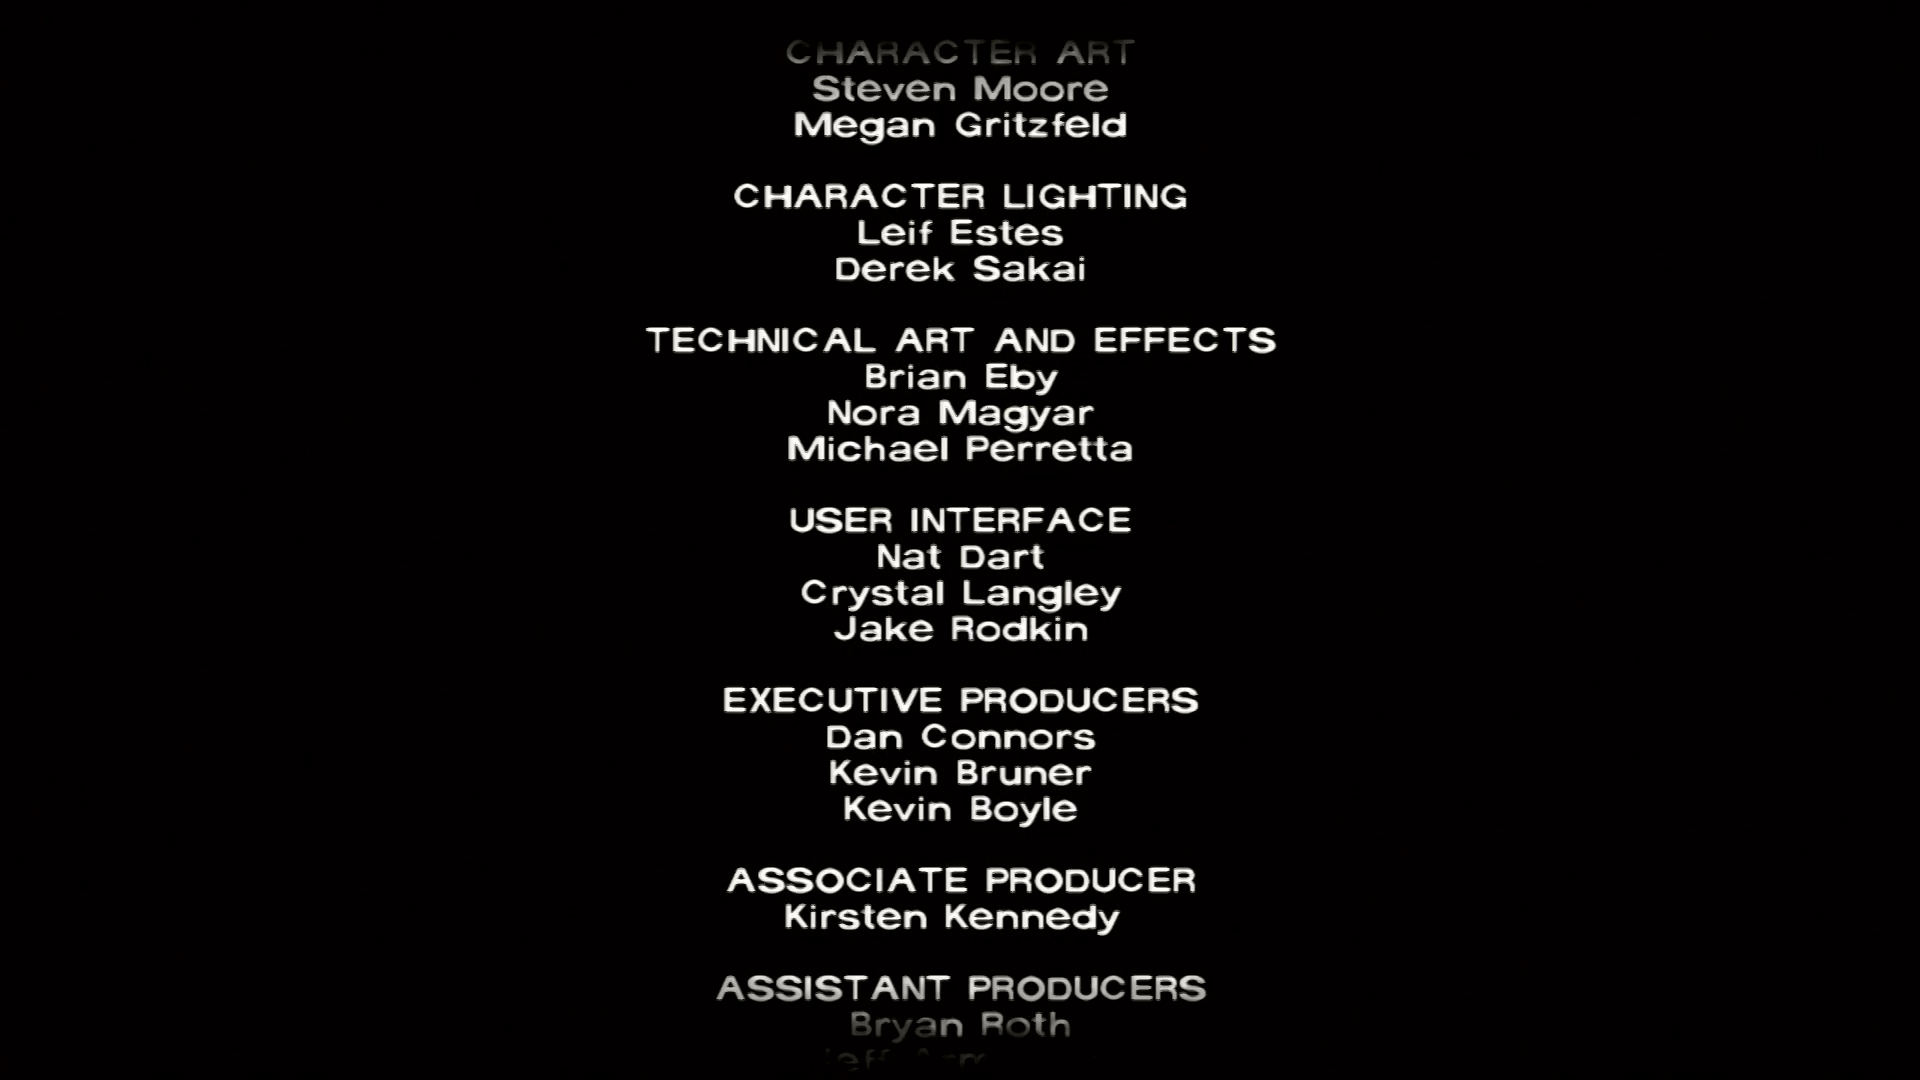 CHARACTER ART
Steven Moore
Megan Gritzfeld
CHARACTER LIGHTING
Leif Estes
Derek Sakai
TECHNICAL ART AND EFFECTS
Brian Eby
Nora Magyar
Michael Perretta
USER INTERFACE
Nat Dart
Crystal Langley
Jake Rodkin
EXECUTIVE PRODUCERS
Dan Connors
Kevin Bruner
Kevin Boyle
ASSOCIATE PRODUCER
Kirsten Kennedy
ASSISTANT PRODUCERS
Bryan Roth